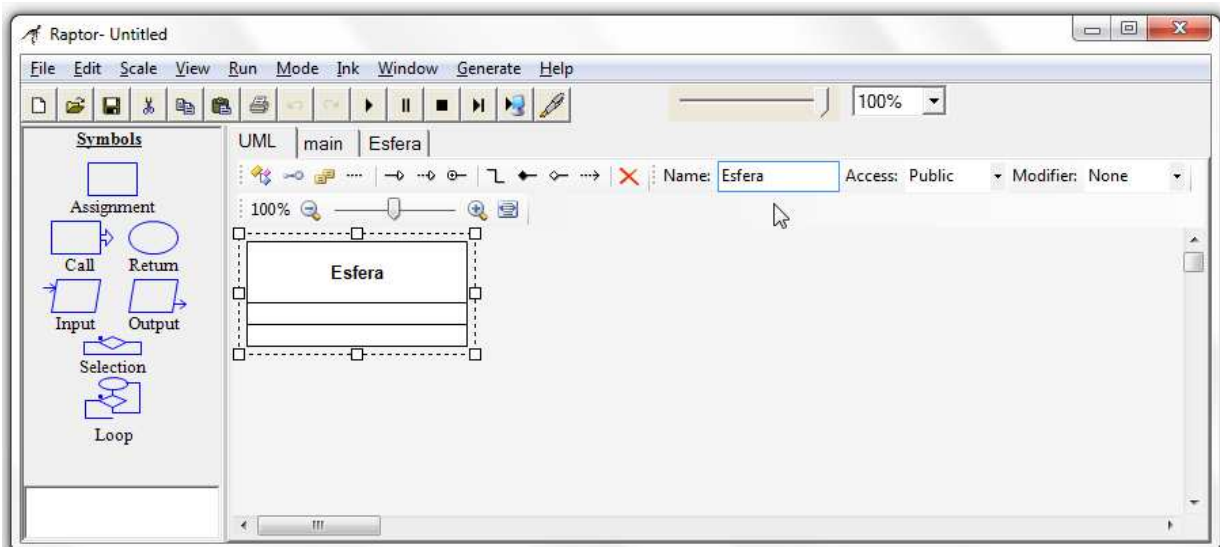 Raptor- Untitled
File Edit Scale View Run Mode Ink Window Generate Help
100%
Symbols
Assignment
Call Return
Input Output
Selection
Loop
UML main Esfera
Name: Esfera Access: Public Modifier: None
100%
Esfera